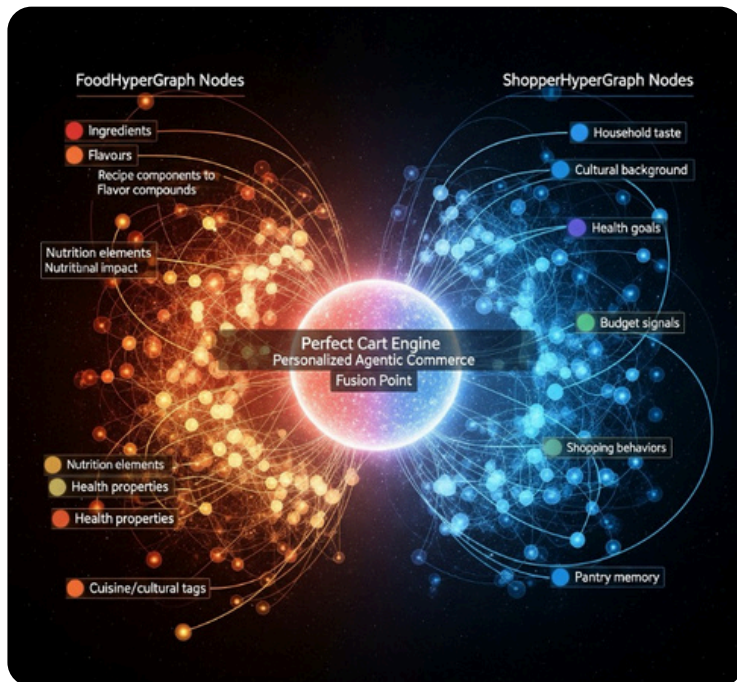 FoodHyperGraph Nodes
Ingredients
Flavours
Recipe components to
Flavor compounds
Nutrition elements
Nutritional impact
Nutrition elements
Health properties
Health properties
Cuisine/cultural tags
Perfect Cart Engine
Personalized Agentic Commerce
Fusion Point
ShopperHyperGraph Nodes
Household taste
Cultural background
Health goals
Budget signals
Shopping behaviors
Pantry memory